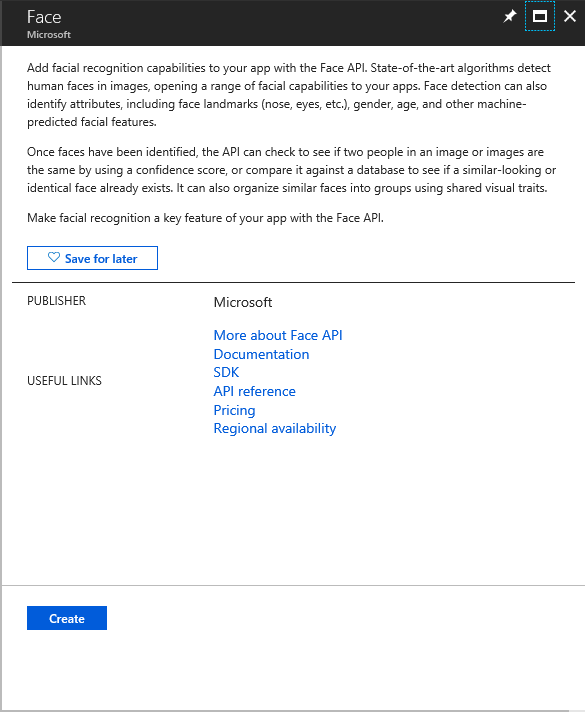 Face
Microsoft
Add facial recognition capabilities to your app with the Face API. State-of-the-art algorithms detect
human faces in images, opening a range of facial capabilities to your apps. Face detection can also
identify attributes, including face landmarks (nose, eyes, etc.), gender, age, and other machine-
predicted facial features.
Once faces have been identified, the API can check to see if two people in an image or images are
the same by using a confidence score, or compare it against a database to see if a similar-looking or
identical face already exists. It can also organize similar faces into groups using shared visual traits.
Make facial recognition a key feature of your app with the Face API.
Save for later
PUBLISHER
Microsoft
USEFUL LINKS
More about Face API
Documentation
SDK
API reference
Pricing
Regional availability
Create